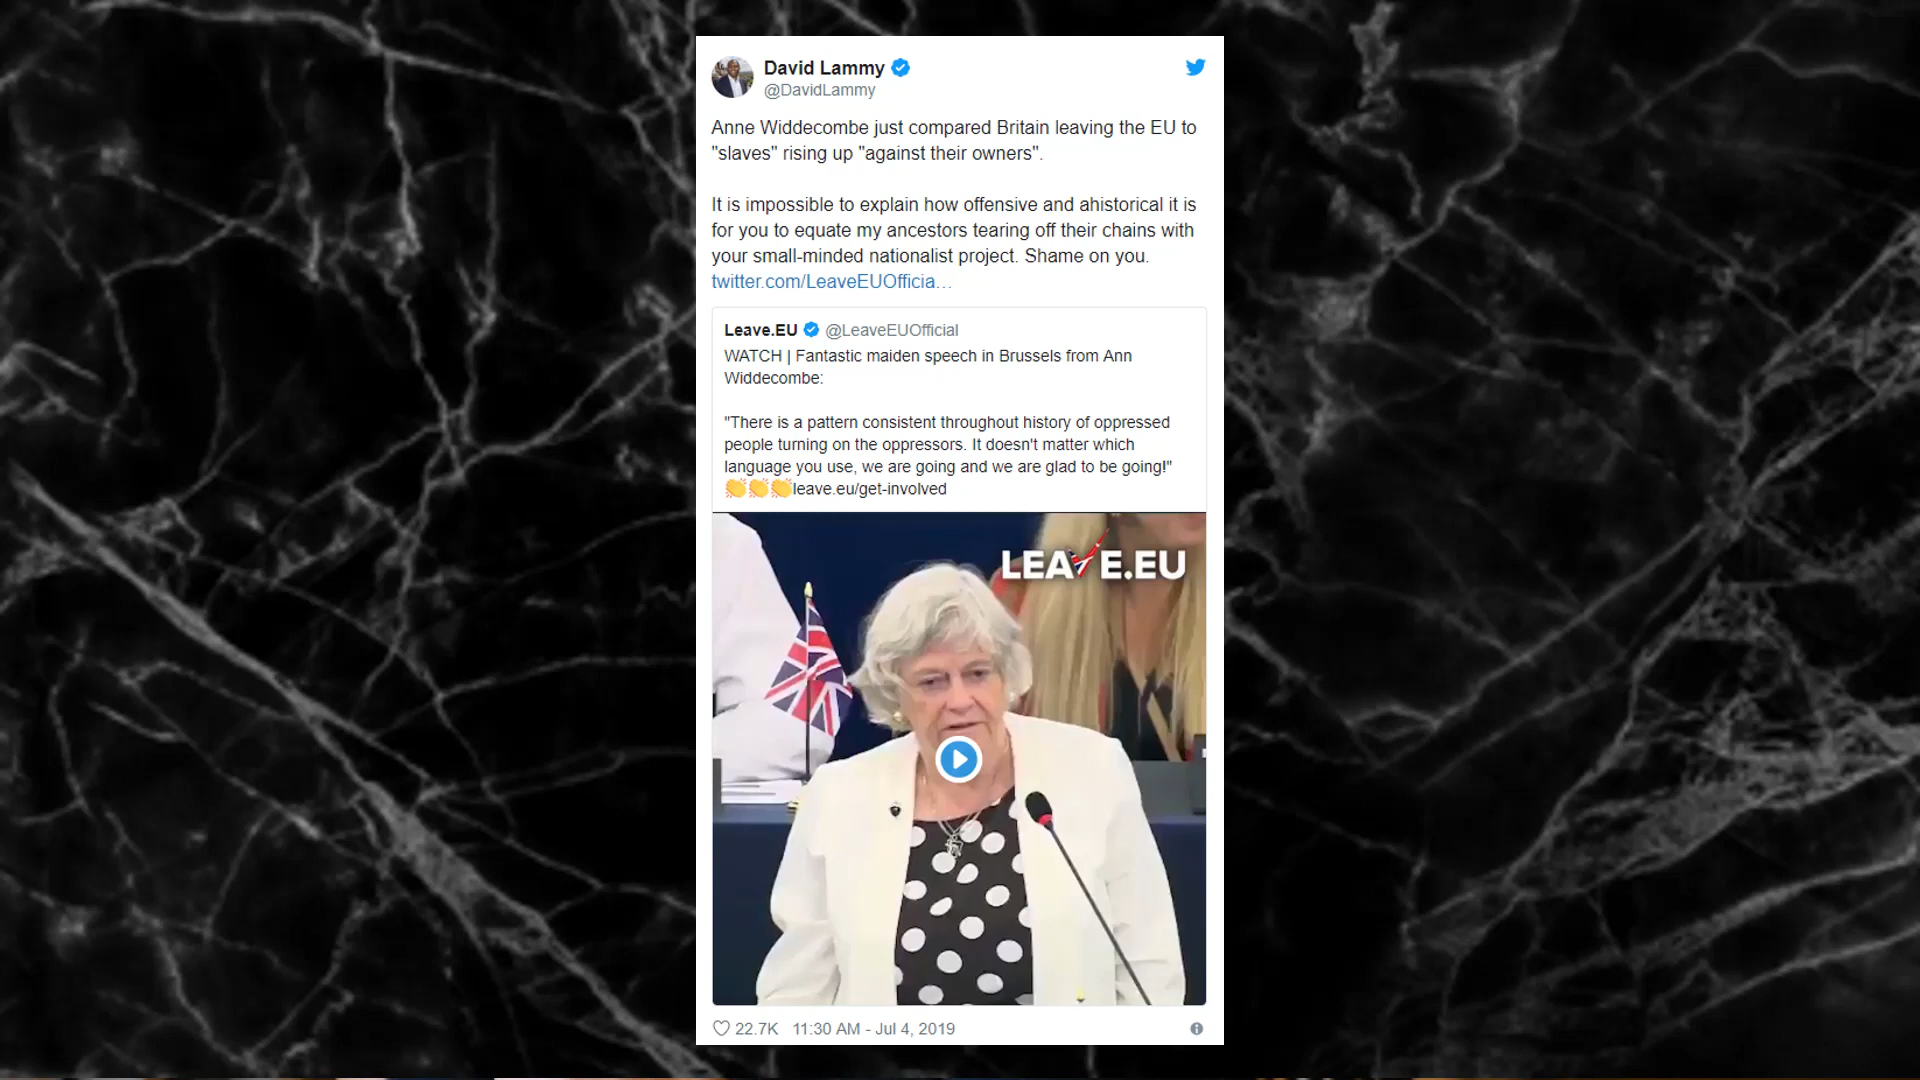 David Lammy
@DavidLammy
Anne Widdecombe just compared Britain leaving the EU to
"slaves" rising up "against their owners".
It is impossible to explain how offensive and ahistorical it is
for you to equate my ancestors tearing off their chains with
your small-minded nationalist project. Shame on you.
twitter.com/LeaveEUOfficia…
Leave.EU @LeaveEUOfficial
WATCH | Fantastic maiden speech in Brussels from Ann
Widdecombe:
"There is a pattern consistent throughout history of oppressed
people turning on the oppressors. It doesn't matter which
language you use, we are going and we are glad to be going!"
👏👏👏leave.eu/get-involved
LEAVE.EU
22.7K 11:30 AM - Jul 4, 2019